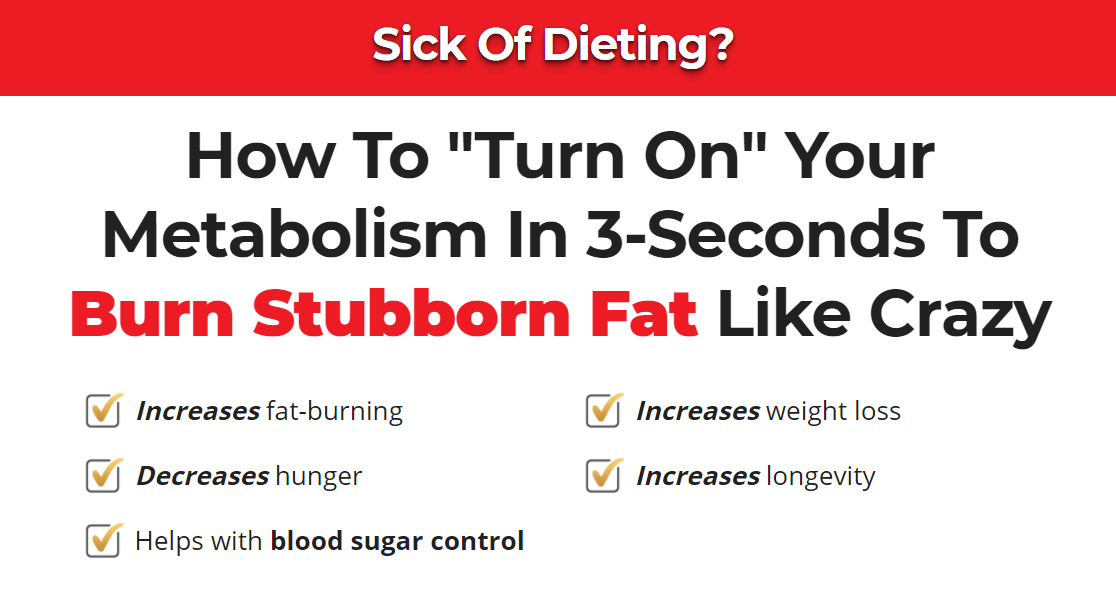 Sick Of Dieting?
How To "Turn On" Your
Metabolism In 3-Seconds To
Burn Stubborn Fat Like Crazy
Increases fat-burning
Increases weight loss
Decreases hunger
Increases longevity
Helps with blood sugar control